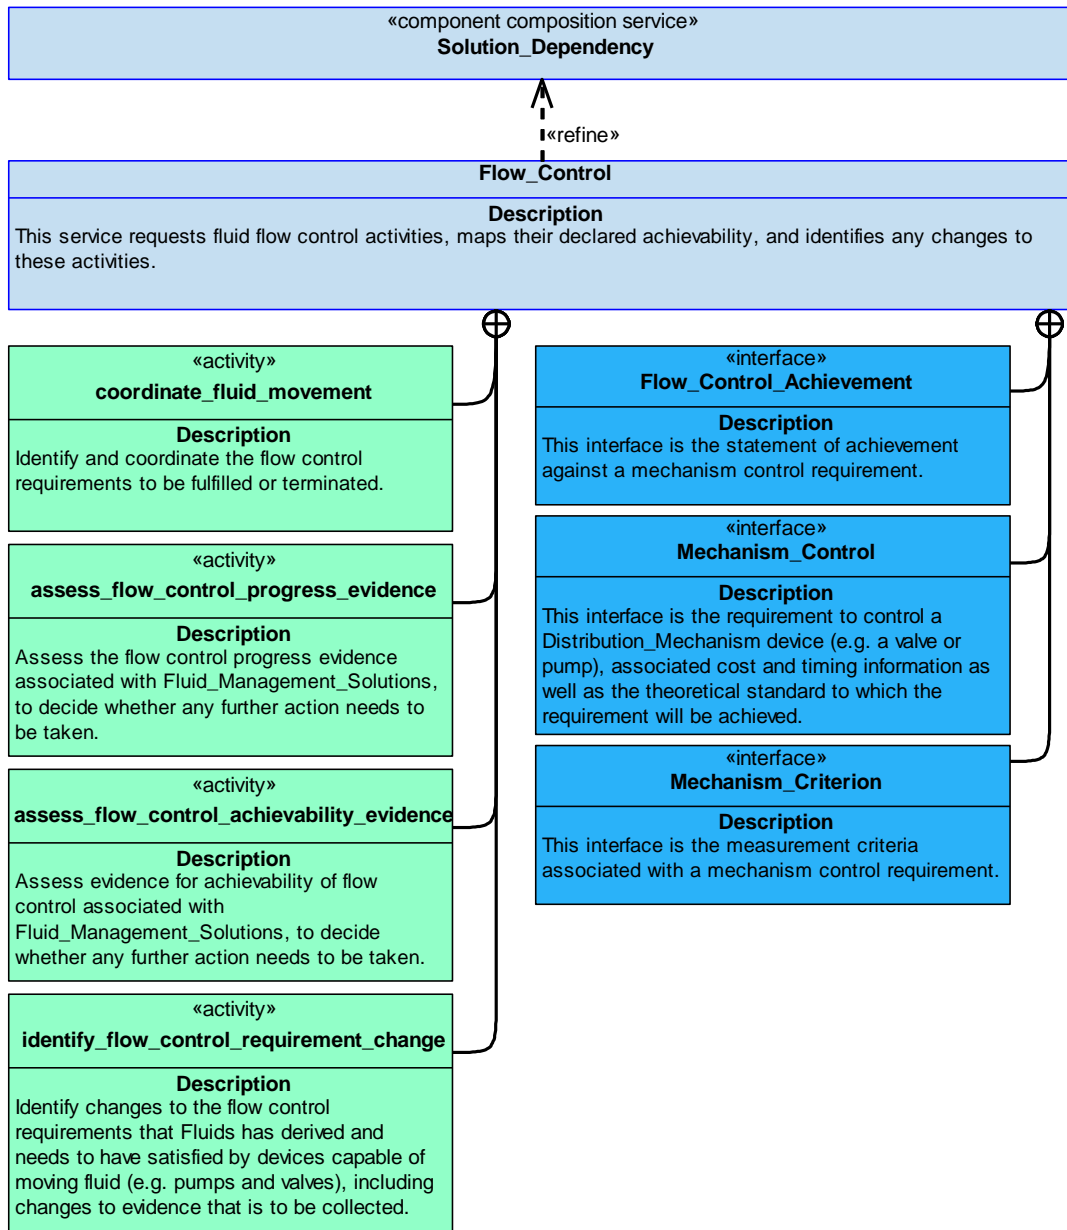 «component composition service»
Solution_Dependency
«refine»
Flow_Control
Description
This service requests fluid flow control activities, maps their declared achievability, and identifies any changes to
these activities.
«activity»
coordinate_fluid_movement
Description
Identify and coordinate the flow control
requirements to be fulfilled or terminated.
«activity»
assess_flow_control_progress_evidence
Description
Assess the flow control progress evidence
associated with Fluid_Management_Solutions,
to decide whether any further action needs to
be taken.
«activity»
assess_flow_control_achievability_evidence
Description
Assess evidence for achievability of flow
control associated with
Fluid_Management_Solutions, to decide
whether any further action needs to be taken.
«activity»
identify_flow_control_requirement_change
Description
Identify changes to the flow control
requirements that Fluids has derived and
needs to have satisfied by devices capable of
moving fluid (e.g. pumps and valves), including
changes to evidence that is to be collected.
«interface»
Flow_Control_Achievement
Description
This interface is the statement of achievement
against a mechanism control requirement.
«interface»
Mechanism_Control
Description
This interface is the requirement to control a
Distribution_Mechanism device (e.g. a valve or
pump), associated cost and timing information as
well as the theoretical standard to which the
requirement will be achieved.
«interface»
Mechanism_Criterion
Description
This interface is the measurement criteria
associated with a mechanism control requirement.